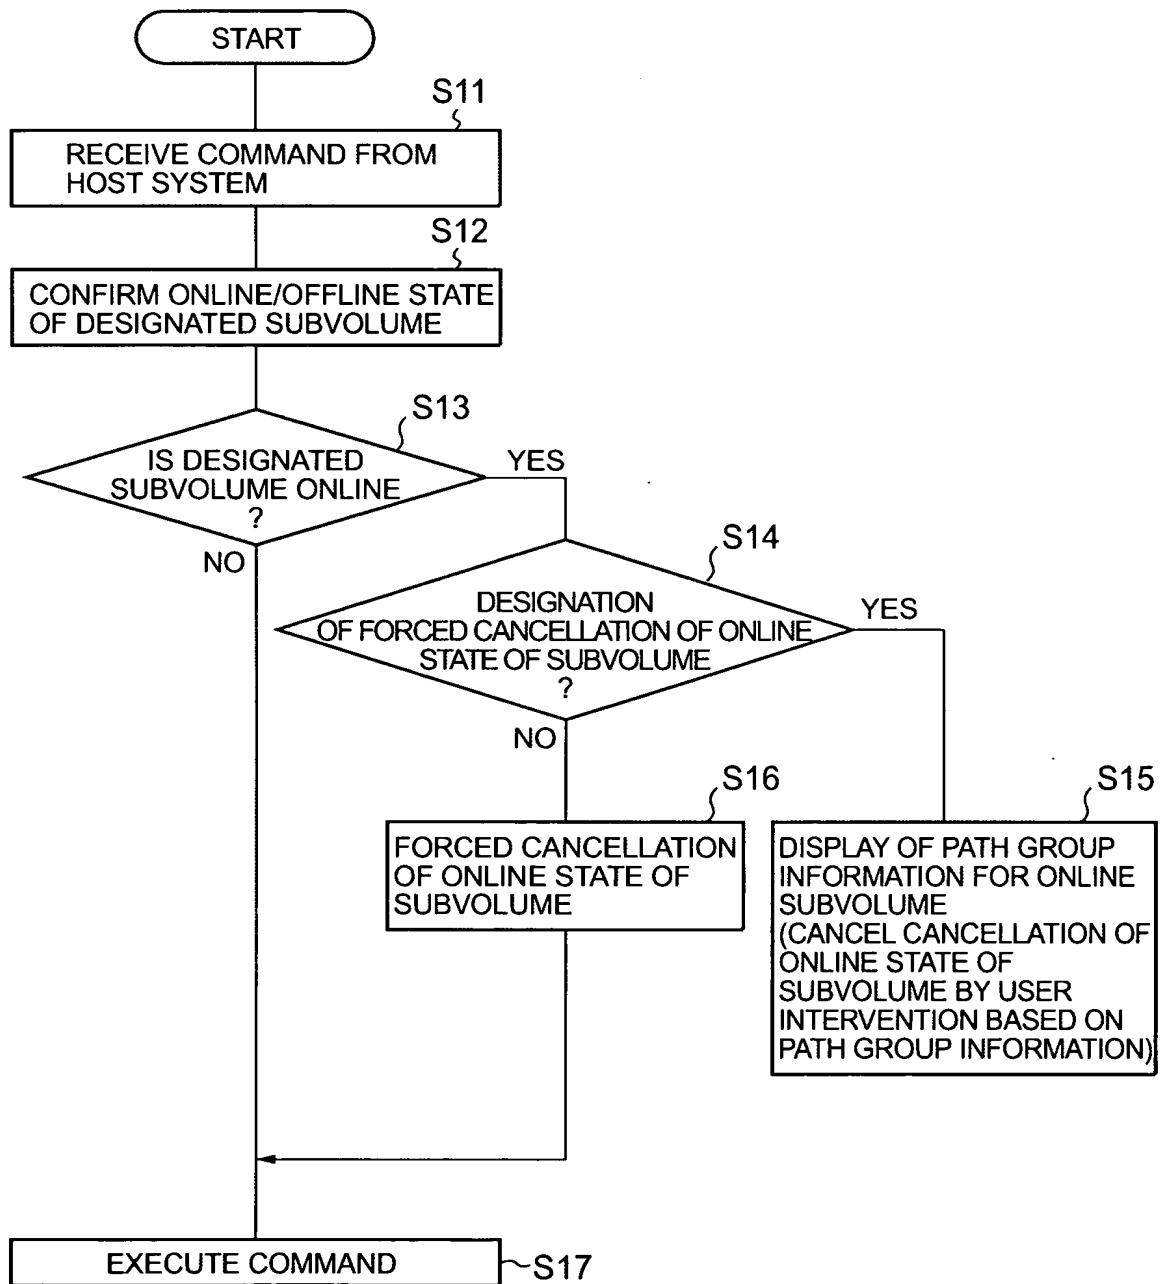 START
S11
RECEIVE COMMAND FROM
HOST SYSTEM
S12
CONFIRM ONLINE/OFFLINE STATE
OF DESIGNATED SUBVOLUME
S13
IS DESIGNATED
SUBVOLUME ONLINE
?
YES
NO
S14
DESIGNATION
OF FORCED CANCELLATION OF ONLINE
STATE OF SUBVOLUME
?
YES
NO
S16
FORCED CANCELLATION
OF ONLINE STATE OF
SUBVOLUME
S15
DISPLAY OF PATH GROUP
INFORMATION FOR ONLINE
SUBVOLUME
(CANCEL CANCELLATION OF
ONLINE STATE OF
SUBVOLUME BY USER
INTERVENTION BASED ON
PATH GROUP INFORMATION)
EXECUTE COMMAND
S17